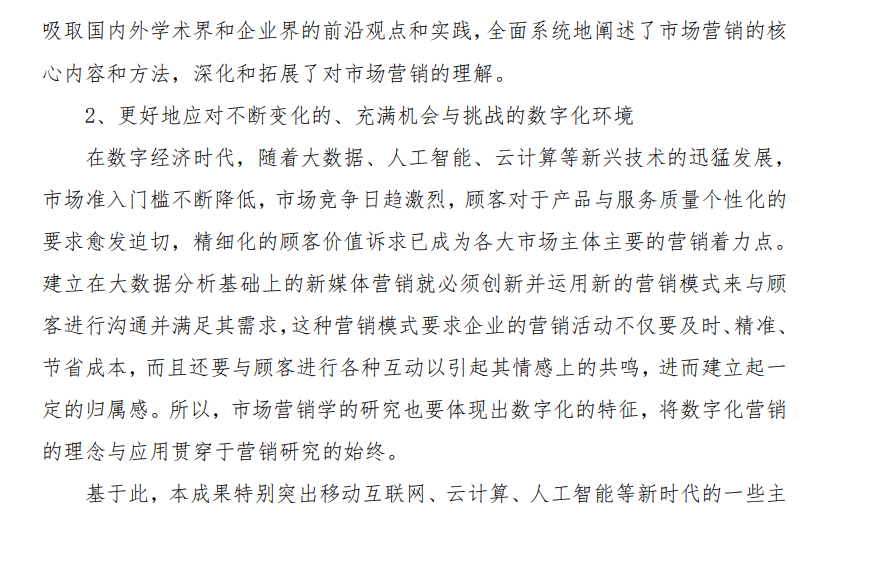 吸取国内外学术界和企业界的前沿观点和实践，全面系统地阐述了市场营销的核
心内容和方法，深化和拓展了对市场营销的理解。
2、更好地应对不断变化的、充满机会与挑战的数字化环境
在数字经济时代，随着大数据、人工智能、云计算等新兴技术的迅猛发展，
市场准入门槛不断降低，市场竞争日趋激烈，顾客对于产品与服务质量个性化的
要求愈发迫切，精细化的顾客价值诉求已成为各大市场主体主要的营销着力点。
建立在大数据分析基础上的新媒体营销就必须创新并运用新的营销模式来与顾
客进行沟通并满足其需求，这种营销模式要求企业的营销活动不仅要及时、精准、
节省成本，而且还要与顾客进行各种互动以引起其情感上的共鸣，进而建立起一
定的归属感。所以，市场营销学的研究也要体现出数字化的特征，将数字化营销
的理念与应用贯穿于营销研究的始终。
基于此，本成果特别突出移动互联网、云计算、人工智能等新时代的一些主